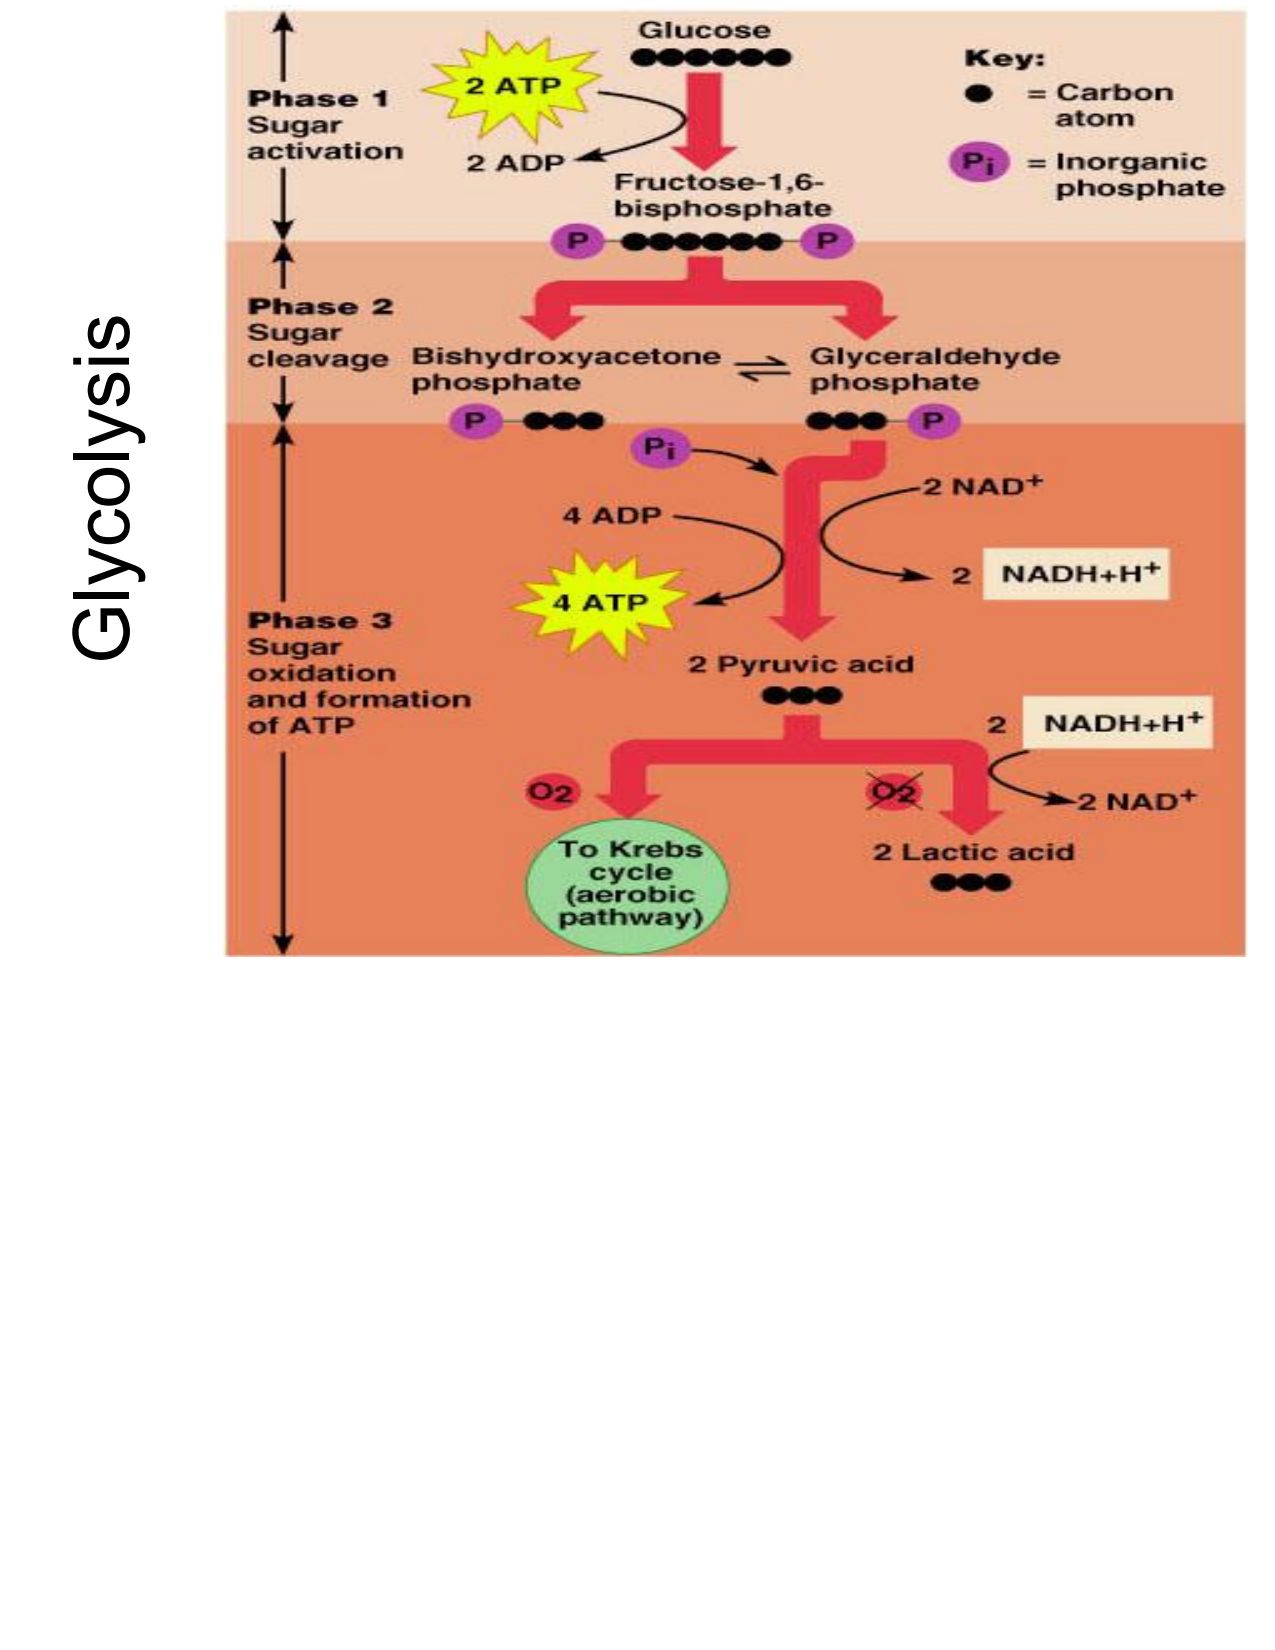 Glycolysis
Glucose
2 ATP
2 ADP
Phase 1
Sugar
activation
Key:
= Carbon
atom
Pi = Inorganic
phosphate
Fructose-1,6-
bisphosphate
P P
Phase 2
Sugar
cleavage
Bishydroxyacetone
phosphate
Glyceraldehyde
phosphate
P P
Pi
2 NAD+
4 ADP
2 NADH+H+
4 ATP
Phase 3
Sugar
oxidation
and formation
of ATP
2 Pyruvic acid
2 NADH+H+
O2 O2
2 NAD+
To Krebs
cycle
(aerobic
pathway)
2 Lactic acid